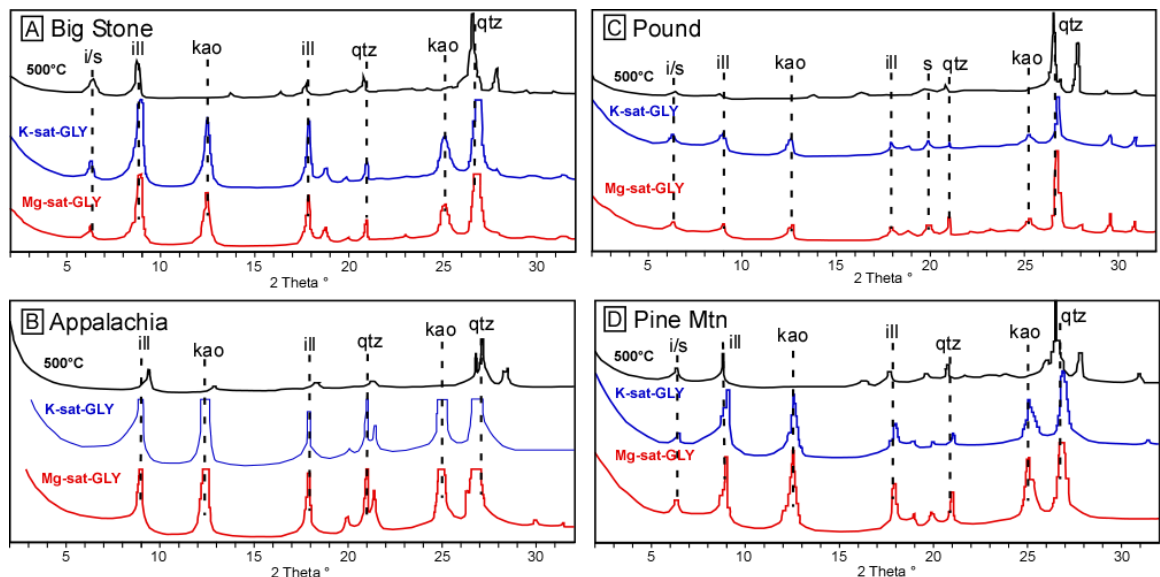 A Big Stone
i/s
ill
kao
ill
qtz
kao
qtz
500°C
K-sat-GLY
Mg-sat-GLY
5 10 15 20 25 30
2 Theta °
C Pound
i/s
ill
kao
ill
s
qtz
kao
qtz
500°C
K-sat-GLY
Mg-sat-GLY
5 10 15 20 25 30
2 Theta °
B Appalachia
ill
kao
ill
qtz
kao
qtz
500°C
K-sat-GLY
Mg-sat-GLY
5 10 15 20 25 30
2 Theta °
D Pine Mtn
i/s
ill
kao
ill
qtz
kao
qtz
500°C
K-sat-GLY
Mg-sat-GLY
5 10 15 20 25 30
2 Theta °